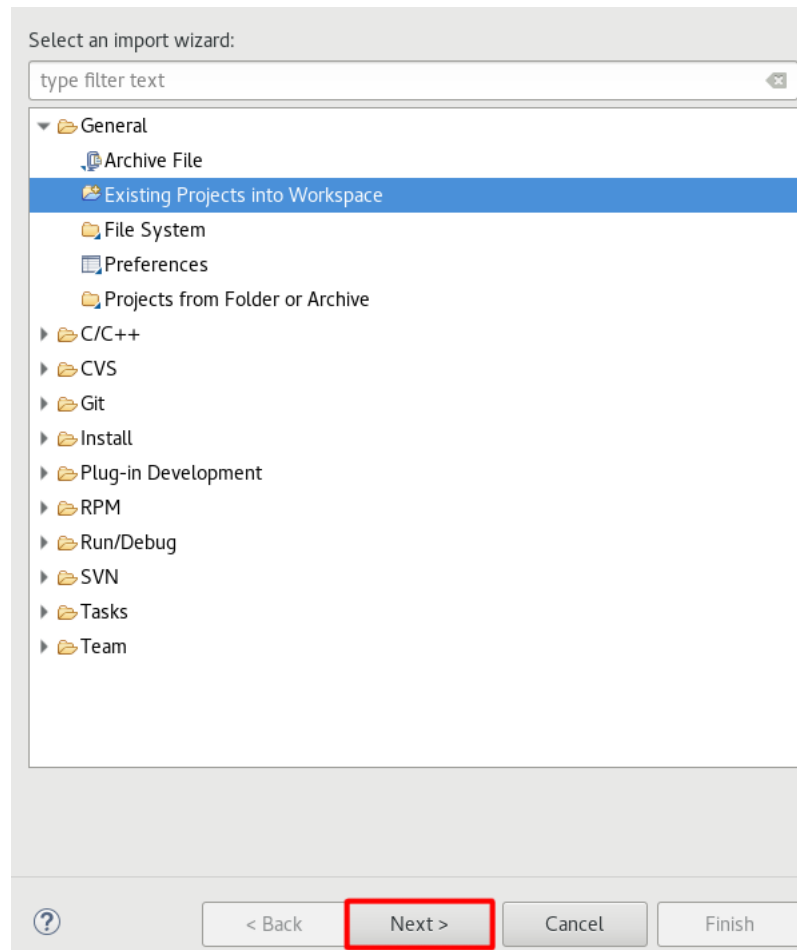 Select an import wizard:
type filter text
General
Archive File
Existing Projects into Workspace
File System
Preferences
Projects from Folder or Archive
C/C++
CVS
Git
Install
Plug-in Development
RPM
Run/Debug
SVN
Tasks
Team
? < Back Next > Cancel Finish